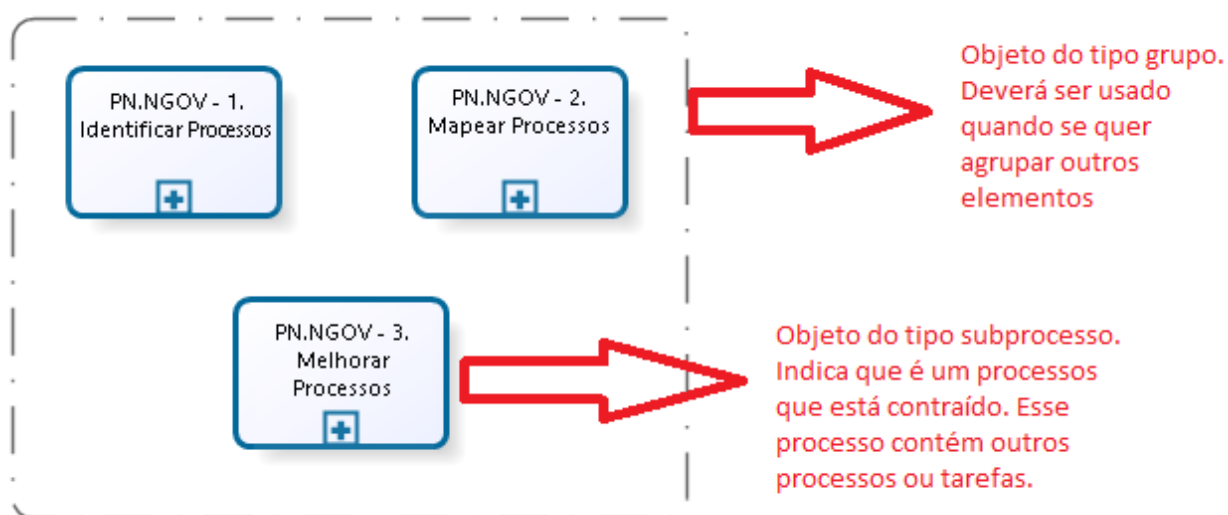 PN.NGOV - 1.
Identificar Processos
PN.NGOV - 2.
Mapear Processos
Objeto do tipo grupo.
Deverá ser usado
quando se quer
agrupar outros
elementos
PN.NGOV - 3.
Melhorar
Processos
Objeto do tipo subprocesso.
Indica que é um processos
que está contraído. Esse
processo contém outros
processos ou tarefas.